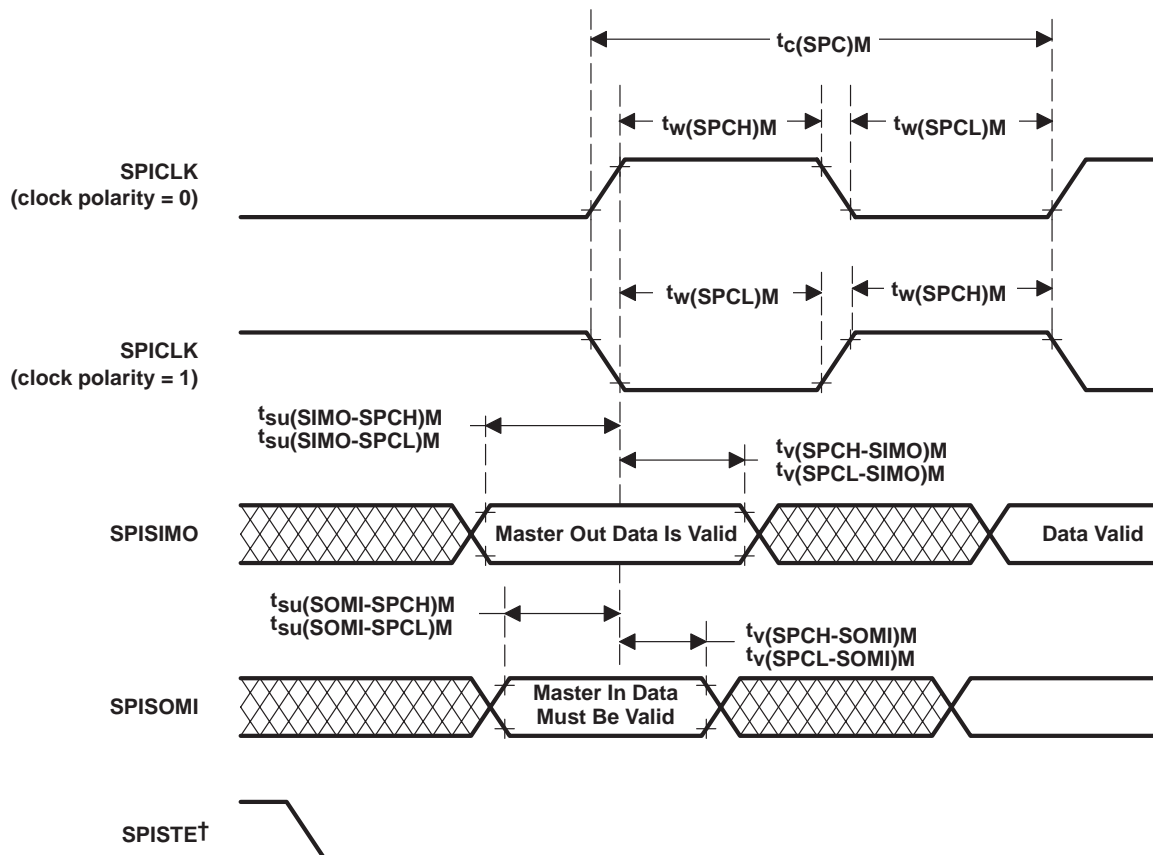 tc(SPC)M
tw(SPCH)M
tw(SPCL)M
SPICLK
(clock polarity = 0)
tw(SPCL)M
tw(SPCH)M
SPICLK
(clock polarity = 1)
tsu(SIMO-SPCH)M
tsu(SIMO-SPCL)M
tv(SPCH-SIMO)M
tv(SPCL-SIMO)M
SPISIMO
Master Out Data Is Valid
Data Valid
tsu(SOMI-SPCH)M
tsu(SOMI-SPCL)M
tv(SPCH-SOMI)M
tv(SPCL-SOMI)M
SPISOMI
Master In Data
Must Be Valid
SPISTE†